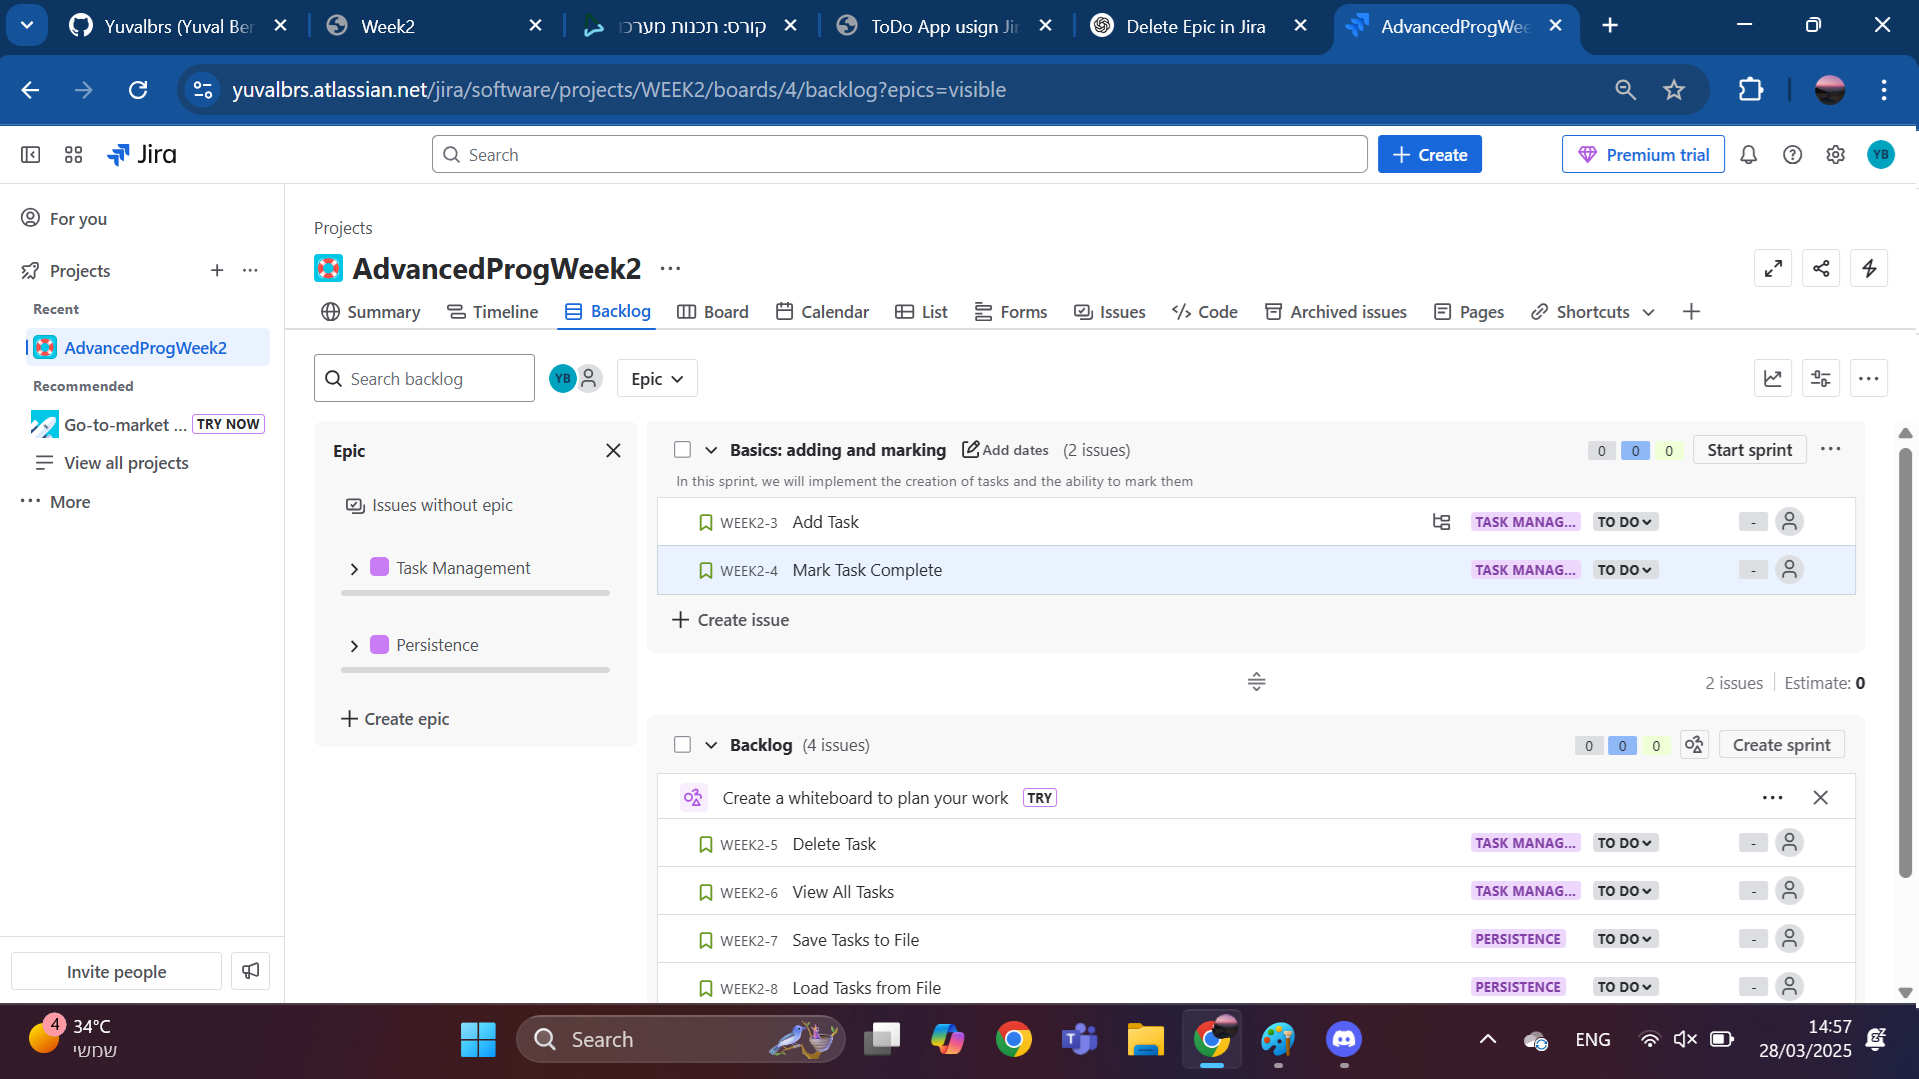 Yuvalbrs (Yuval Ber
Week2
קורס: תכנות מערכו
ToDo App usign Jir
Delete Epic in Jira
AdvancedProgWee
yuvalbrs.atlassian.net/jira/software/projects/WEEK2/boards/4/backlog?epics=visible
Jira
Search
Create
Premium trial
YB
For you
Projects
Recent
AdvancedProgWeek2
Recommended
Go-to-market ... TRY NOW
View all projects
More
Invite people
Projects
AdvancedProgWeek2
Summary
Timeline
Backlog
Board
Calendar
List
Forms
Issues
Code
Archived issues
Pages
Shortcuts
Search backlog
YB
Epic
Epic
Issues without epic
Task Management
Persistence
Create epic
Basics: adding and marking Add dates (2 issues) 0 0 0 Start sprint
In this sprint, we will implement the creation of tasks and the ability to mark them
WEEK2-3 Add Task TASK MANAG... TO DO -
WEEK2-4 Mark Task Complete TASK MANAG... TO DO -
Create issue
2 issues Estimate: 0
Backlog (4 issues) 0 0 0 Create sprint
Create a whiteboard to plan your work TRY
WEEK2-5 Delete Task TASK MANAG... TO DO -
WEEK2-6 View All Tasks TASK MANAG... TO DO -
WEEK2-7 Save Tasks to File PERSISTENCE TO DO -
WEEK2-8 Load Tasks from File PERSISTENCE TO DO -
4
34°C
שמשי
Search
ENG
14:57
28/03/2025